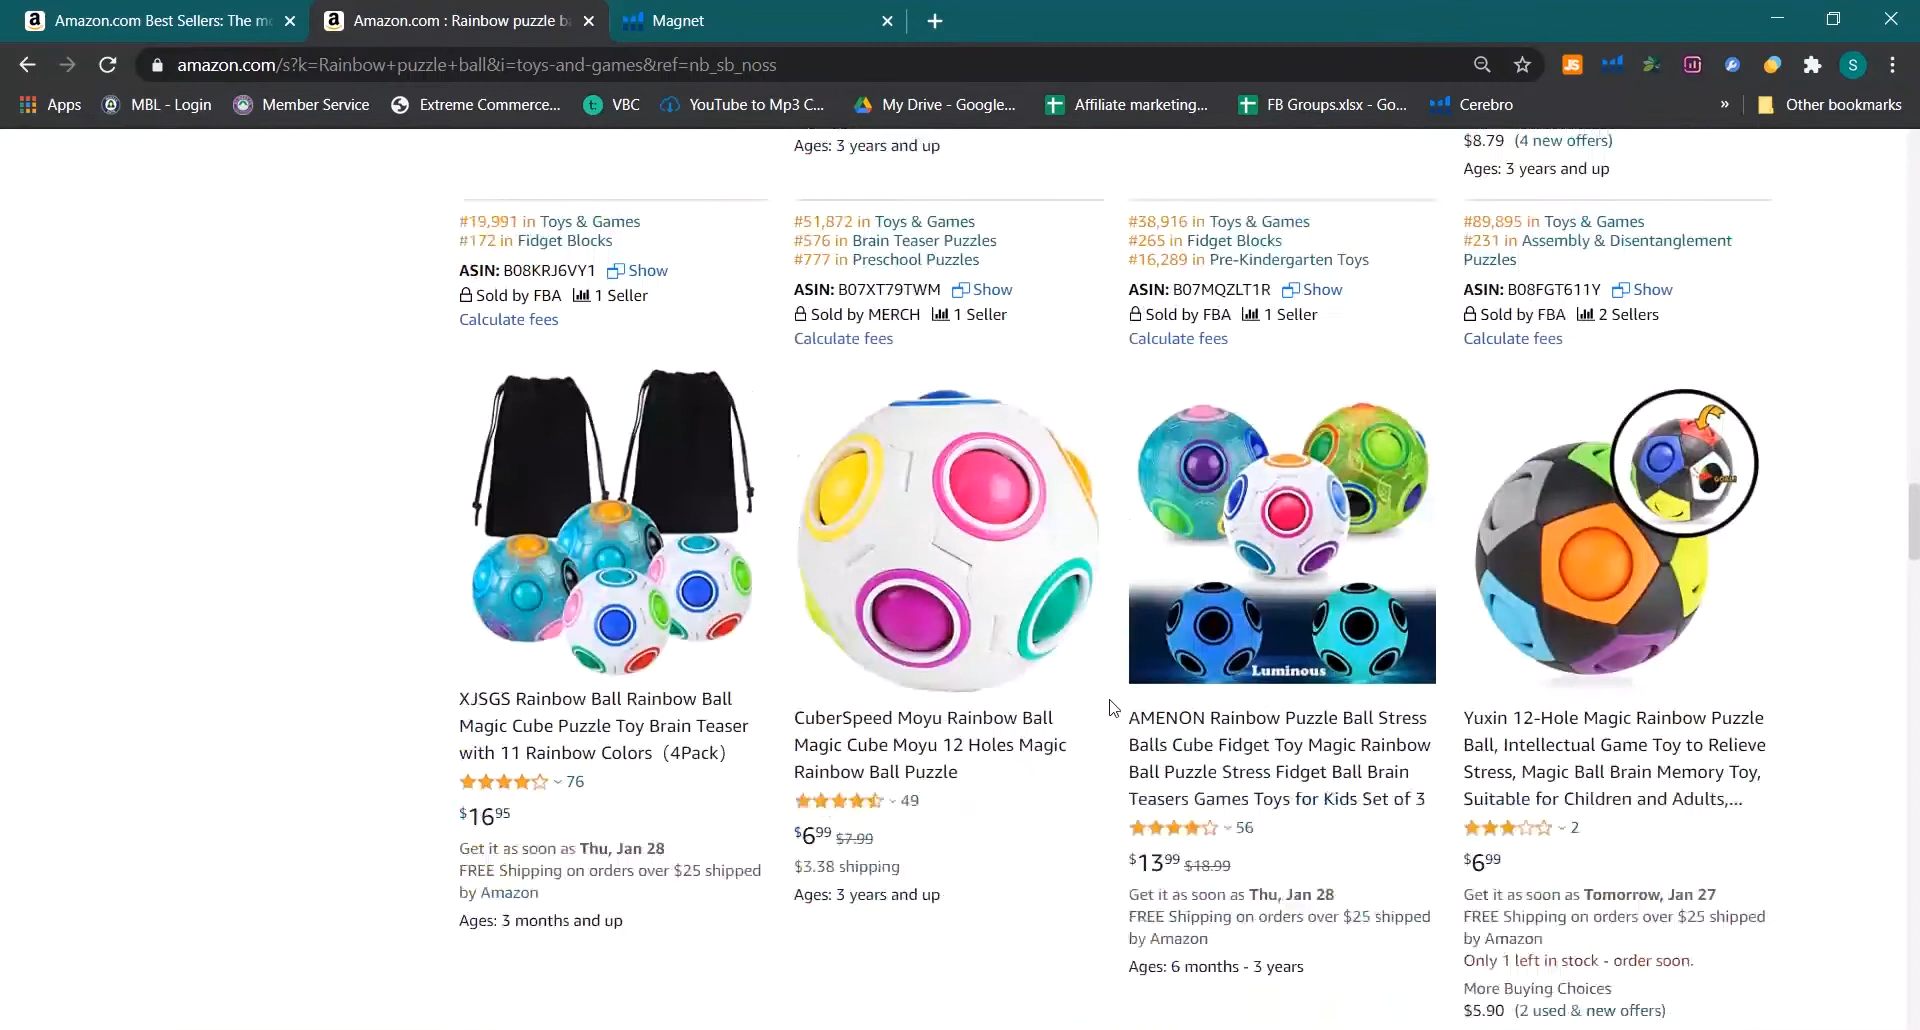 Amazon.com Best Sellers: The mo
Amazon.com : Rainbow puzzle b
Magnet
amazon.com/s?k=Rainbow+puzzle+ball&i=toys-and-games&ref=nb_sb_noss
JS
S
Apps
MBL - Login
Member Service
Extreme Commerce...
t VBC
YouTube to Mp3 C...
My Drive - Google...
Affiliate marketing...
FB Groups.xlsx - Go...
Cerebro
»
Other bookmarks
Ages: 3 years and up
$8.79 (4 new offers)
Ages: 3 years and up
#19,991 in Toys & Games
#172 in Fidget Blocks
ASIN: B08KRJ6VY1 Show
Sold by FBA 1 Seller
Calculate fees
#51,872 in Toys & Games
#576 in Brain Teaser Puzzles
#777 in Preschool Puzzles
ASIN: B07XT79TWM Show
Sold by MERCH 1 Seller
Calculate fees
#38,916 in Toys & Games
#265 in Fidget Blocks
#16,289 in Pre-Kindergarten Toys
ASIN: B07MQZLT1R Show
Sold by FBA 1 Seller
Calculate fees
#89,895 in Toys & Games
#231 in Assembly & Disentanglement
Puzzles
ASIN: B08FGT611Y Show
Sold by FBA 2 Sellers
Calculate fees
XJSGS Rainbow Ball Rainbow Ball
Magic Cube Puzzle Toy Brain Teaser
with 11 Rainbow Colors（4Pack）
76
$16.95
Get it as soon as Thu, Jan 28
FREE Shipping on orders over $25 shipped
by Amazon
Ages: 3 months and up
CuberSpeed Moyu Rainbow Ball
Magic Cube Moyu 12 Holes Magic
Rainbow Ball Puzzle
49
$6.99 $7.99
$3.38 shipping
Ages: 3 years and up
Luminous
AMENON Rainbow Puzzle Ball Stress
Balls Cube Fidget Toy Magic Rainbow
Ball Puzzle Stress Fidget Ball Brain
Teasers Games Toys for Kids Set of 3
56
$13.99 $18.99
Get it as soon as Thu, Jan 28
FREE Shipping on orders over $25 shipped
by Amazon
Ages: 6 months - 3 years
Yuxin 12-Hole Magic Rainbow Puzzle
Ball, Intellectual Game Toy to Relieve
Stress, Magic Ball Brain Memory Toy,
Suitable for Children and Adults,...
2
$6.99
Get it as soon as Tomorrow, Jan 27
FREE Shipping on orders over $25 shipped
by Amazon
Only 1 left in stock - order soon.
More Buying Choices
$5.90 (2 used & new offers)